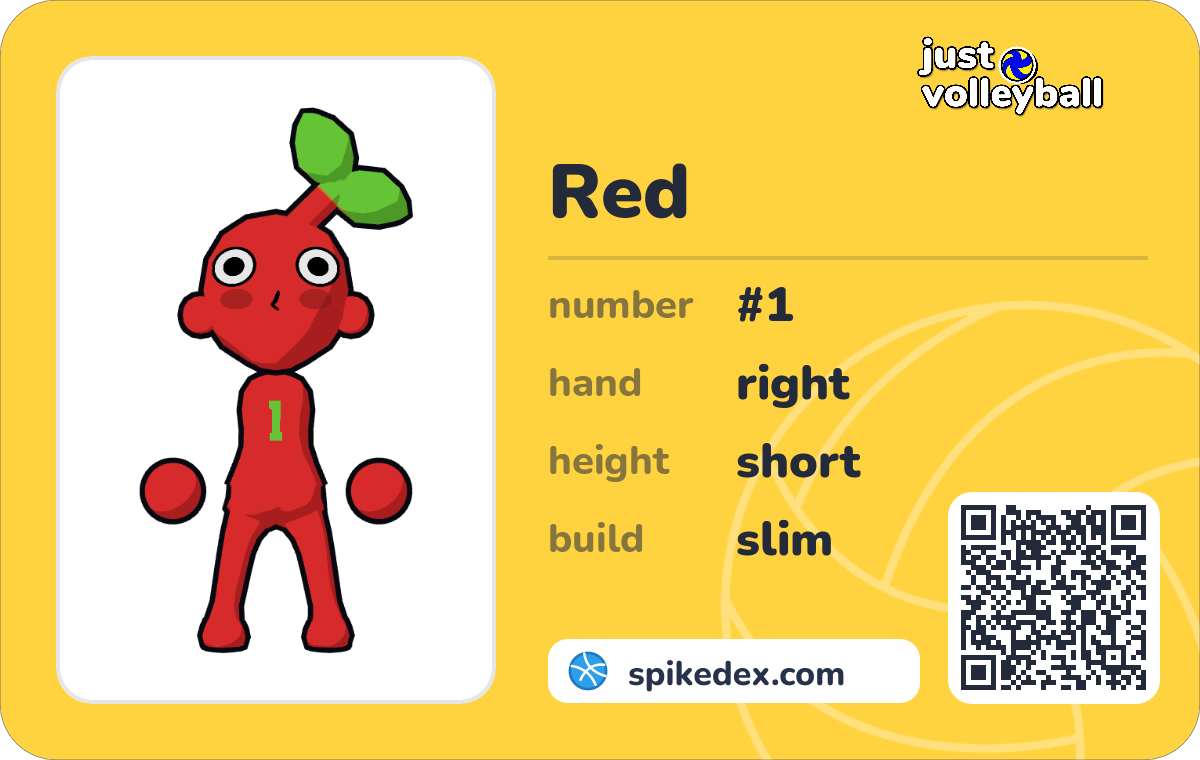 just
volleyball
Red
number #1
hand right
height short
build slim
1
spikedex.com